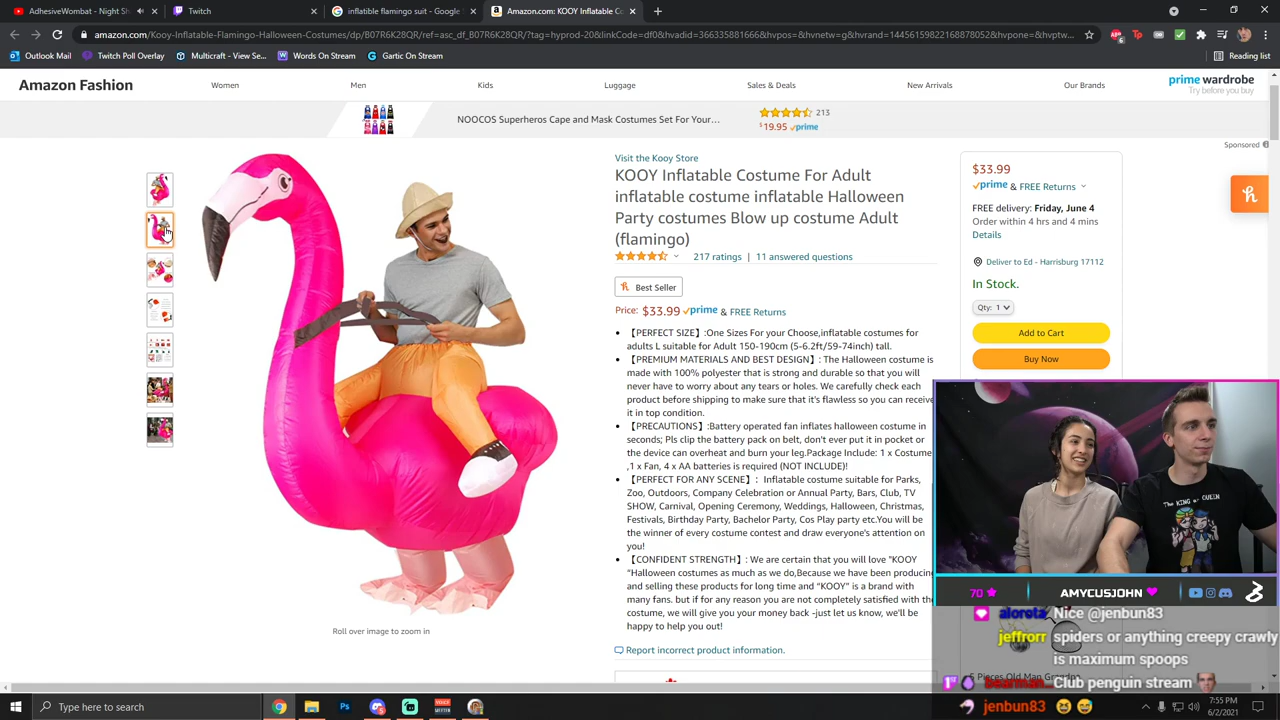 AdhesiveWombat - Night Sh
Twitch
inflatible flamingo suit - Google S
Amazon.com: KOOY Inflatable Co
amazon.com/Kooy-Inflatable-Flamingo-Halloween-Costumes/dp/B07R6K28QR/ref=asc_df_B07R6K28QR/?tag=hyprod-20&linkCode=df0&hvadid=366335881666&hvpos=&hvnetw=g&hvrand=14456159822168878052&hvpone=&hvptw...
Outlook Mail
Twitch Poll Overlay
Multicraft - View Se...
Words On Stream
Gartic On Stream
Reading list
Amazon Fashion
Women
Men
Kids
Luggage
Sales & Deals
New Arrivals
Our Brands
prime wardrobe
Try before you buy
NOOCOS Superheros Cape and Mask Costumes Set For Your...
213
$19.95 prime
Sponsored
Visit the Kooy Store
KOOY Inflatable Costume For Adult
inflatable costume inflatable Halloween
Party costumes Blow up costume Adult
(flamingo)
217 ratings | 11 answered questions
Best Seller
Price: $33.99 prime & FREE Returns
• 【PERFECT SIZE】:One Sizes For your Choose,inflatable costumes for
adults L suitable for Adult 150-190cm (5-6.2ft/59-74inch) tall.
• 【PREMIUM MATERIALS AND BEST DESIGN】: The Halloween costume is
made with 100% polyester that is strong and durable so that you will
never have to worry about any tears or holes. We carefully check each
product before shipping to make sure that it's flawless so you can receive
it in top condition.
• 【PRECAUTIONS】:Battery operated fan inflates halloween costume in
seconds; Pls clip the battery pack on belt, don't ever put it in pocket or
the device can overheat and burn your leg.Package Include: 1 x Costume
,1 x Fan, 4 x AA batteries is required (NOT INCLUDE)!
• 【PERFECT FOR ANY SCENE】: Inflatable costume suitable for Parks,
Zoo, Outdoors, Company Celebration or Annual Party, Bars, Club, TV
SHOW, Carnival, Opening Ceremony, Weddings, Halloween, Christmas,
Festivals, Birthday Party, Bachelor Party, Cos Play party etc.You will be
the winner of every costume contest and draw everyone's attention on
you!
• 【CONFIDENT STRENGTH】: We are certain that you will love "KOOY
"Halloween costumes as much as we do,Because we have been producing
and selling these products for long time and "KOOY" is a brand with
many fans. but if for any reason you are not completely satisfied with the
costume, we will give you your money back -just let us know, we'll be
happy to help you out!
Report incorrect product information.
Roll over image to zoom in
$33.99
prime & FREE Returns
FREE delivery: Friday, June 4
Order within 4 hrs and 4 mins
Details
Deliver to Ed - Harrisburg 17112
In Stock.
Qty: 1
Add to Cart
Buy Now
THE KING OF QUEEN
70 AMYCUSJOHN
alorota Nice @jenbun83
jeffrorr spiders or anything creepy crawly
is maximum spoops
Club penguin stream
jenbun83
Type here to search
7:55 PM
6/2/2021